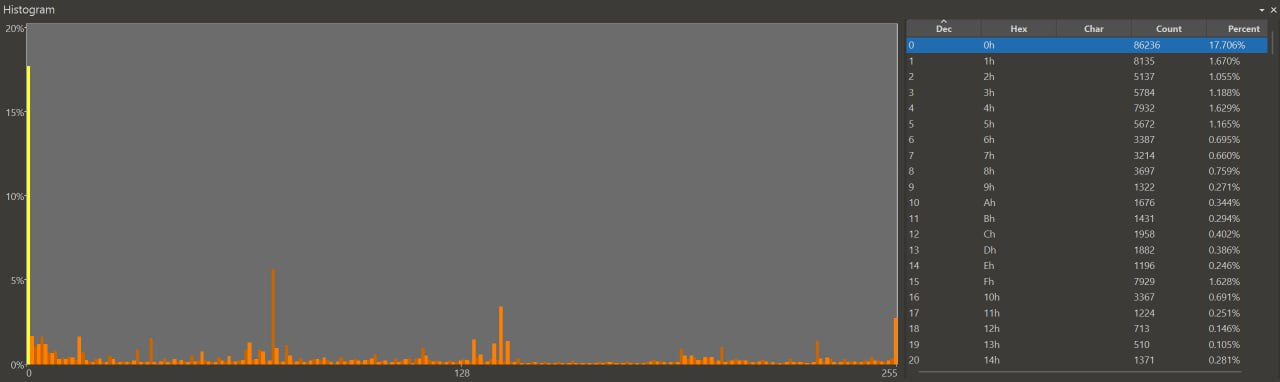 Histogram
20%
15%
10%
5%
0%
0 128 255
Dec Hex Char Count Percent
0 0h 86236 17.706%
1 1h 8135 1.670%
2 2h 5137 1.055%
3 3h 5784 1.188%
4 4h 7932 1.629%
5 5h 5672 1.165%
6 6h 3387 0.695%
7 7h 3214 0.660%
8 8h 3697 0.759%
9 9h 1322 0.271%
10 Ah 1676 0.344%
11 Bh 1431 0.294%
12 Ch 1958 0.402%
13 Dh 1882 0.386%
14 Eh 1196 0.246%
15 Fh 7929 1.628%
16 10h 3367 0.691%
17 11h 1224 0.251%
18 12h 713 0.146%
19 13h 510 0.105%
20 14h 1371 0.281%